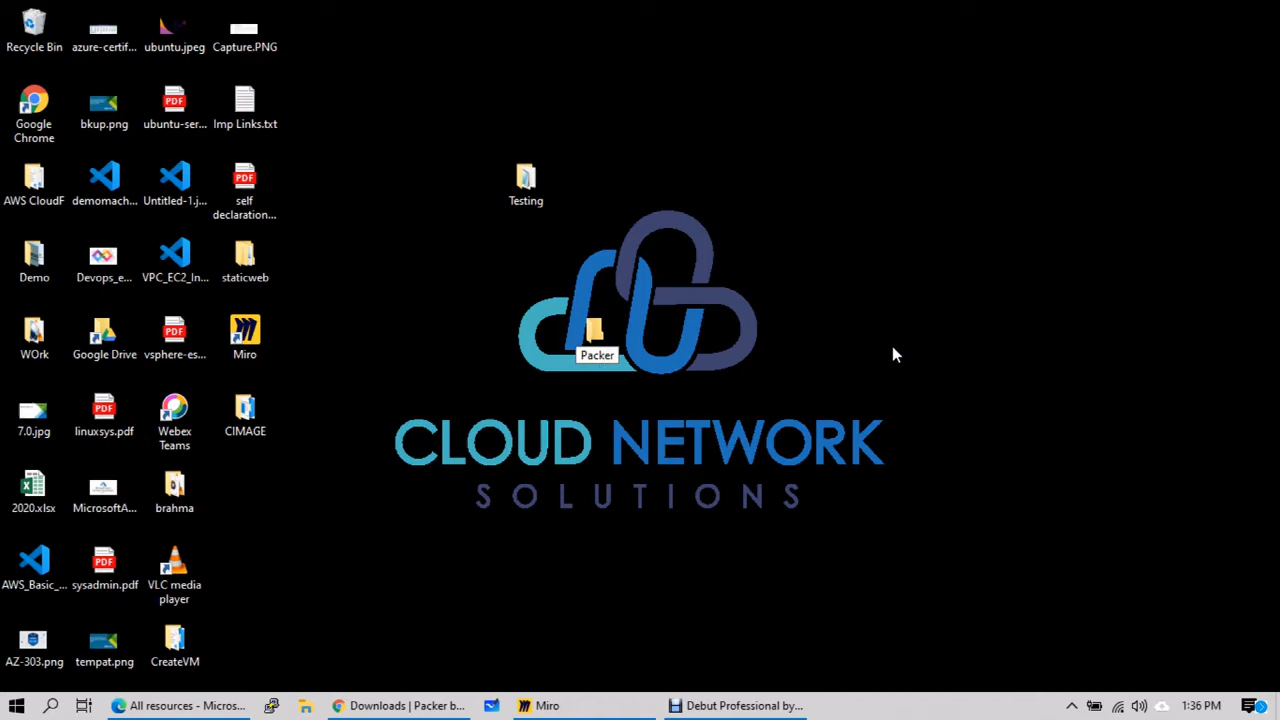 Recycle Bin
azure-certif...
ubuntu.jpeg
Capture.PNG
Google
Chrome
bkup.png
ubuntu-ser...
Imp Links.txt
AWS CloudF
demomach...
Untitled-1.j...
self
declaration...
Demo
Devops_e...
VPC_EC2_In...
staticweb
WOrk
Google Drive
vsphere-es...
Miro
7.0.jpg
linuxsys.pdf
Webex
Teams
CIMAGE
2020.xlsx
MicrosoftA...
brahma
AWS_Basic_...
sysadmin.pdf
VLC media
player
AZ-303.png
tempat.png
CreateVM
Testing
Packer
CLOUD NETWORK
SOLUTIONS
All resources - Micros...
Downloads | Packer b...
Miro
Debut Professional by...
1:36 PM